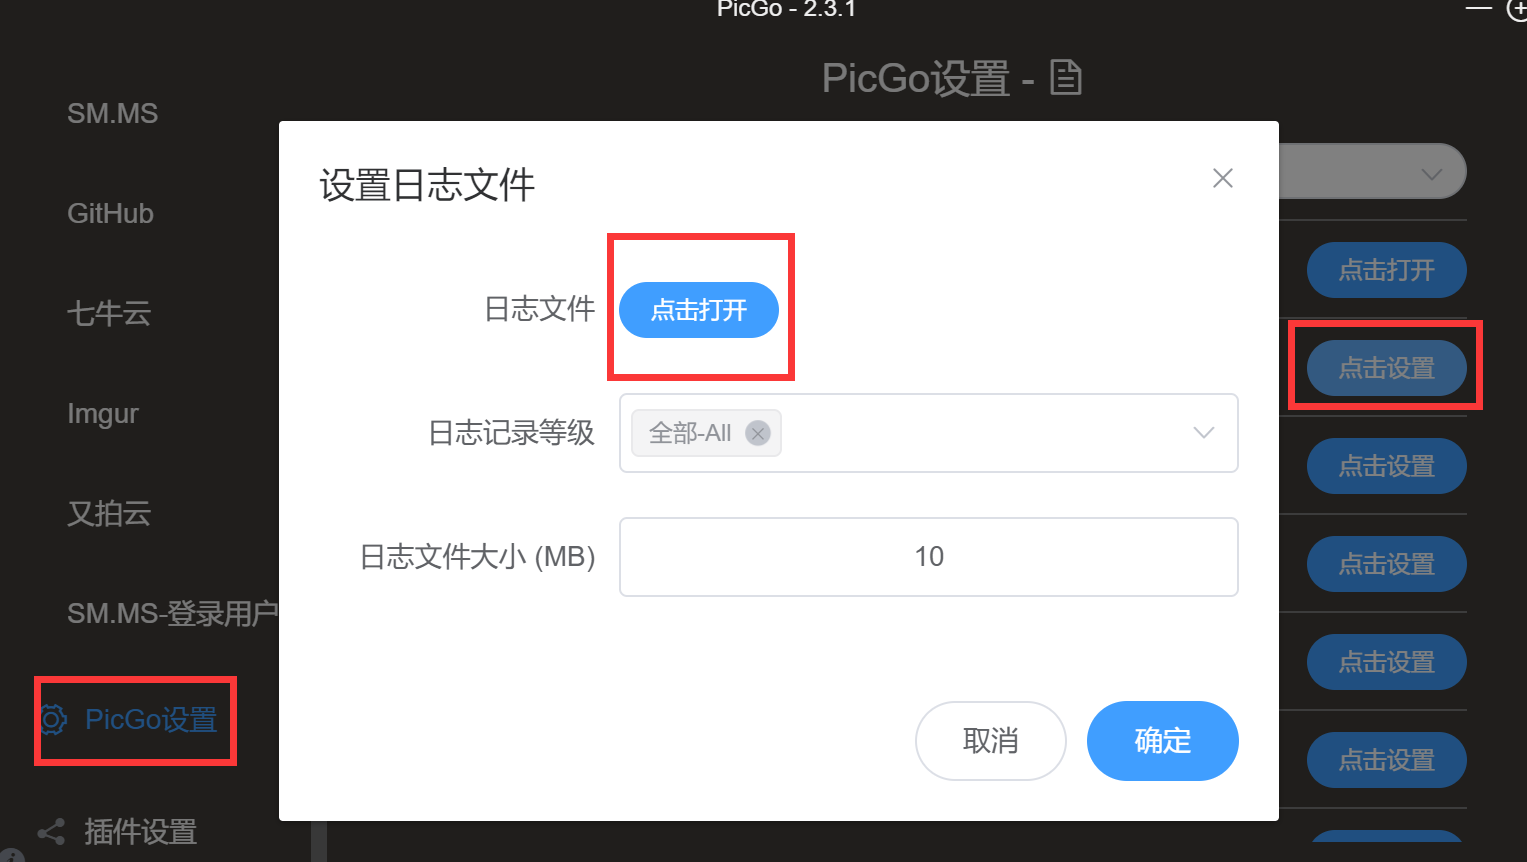 PicGo - 2.3.1
PicGo设置 -
SM.MS
GitHub
七牛云
Imgur
又拍云
SM.MS-登录用户
PicGo设置
插件设置
设置日志文件
日志文件 点击打开
日志记录等级 全部-All
日志文件大小 (MB) 10
取消 确定
点击打开
点击设置
点击设置
点击设置
点击设置
点击设置